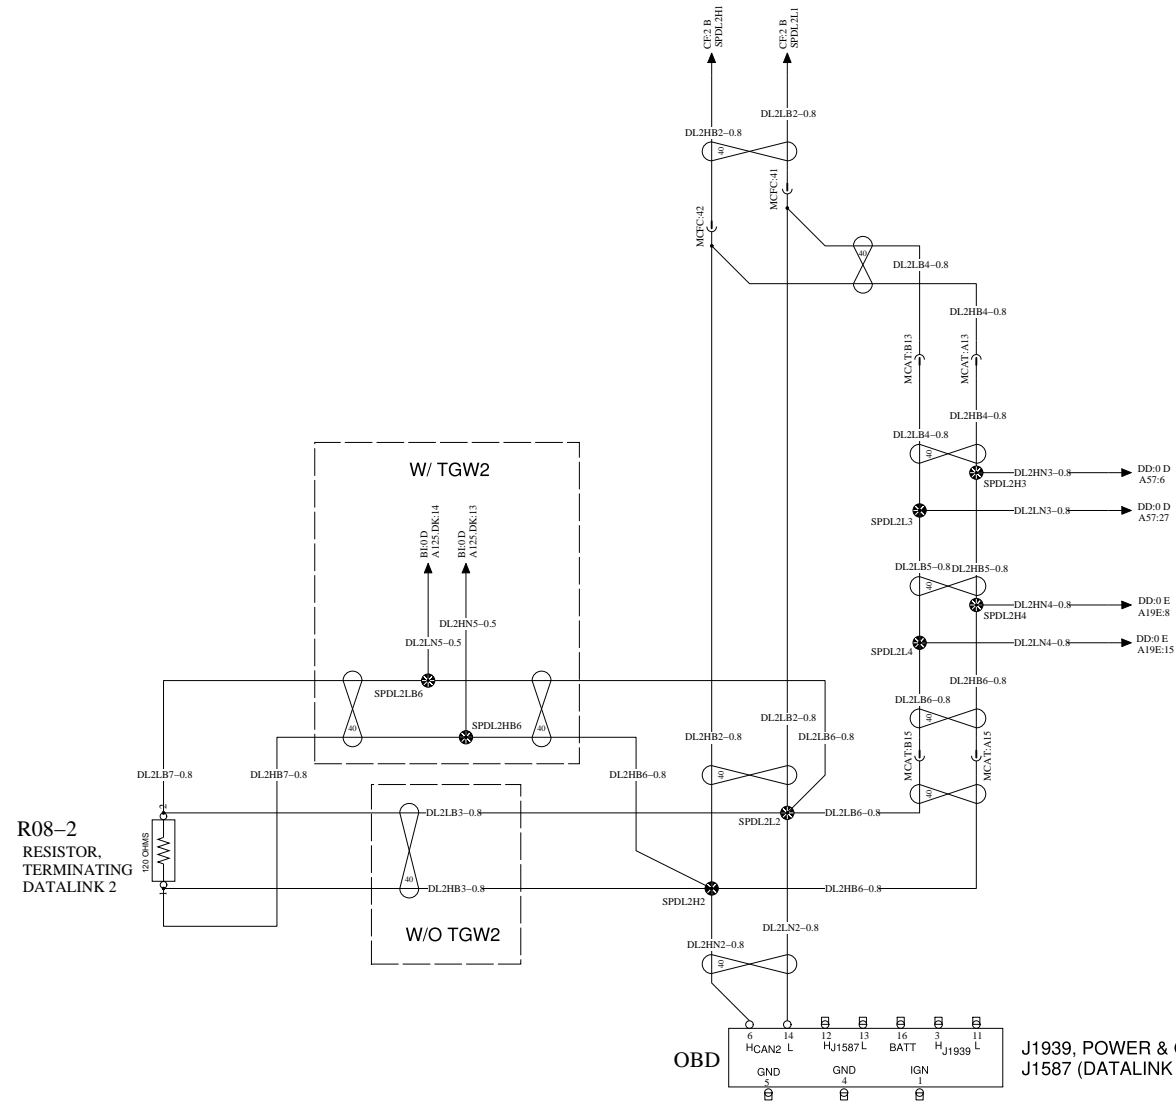 CF:2 B
SPDL2H1
CF:2 B
SPDL2L1
DL2LB2–0.8
DL2HB2–0.8
40
MCFC:41
MCFC:42
40
DL2LB4–0.8
DL2HB4–0.8
MCAT:B13
MCAT:A13
DL2HB4–0.8
DL2LB4–0.8
40
W/ TGW2
DL2HN3–0.8
DD:0 D
A57:6
SPDL2H3
BI:0 D
A125.DK:14
BI:0 D
A125.DK:13
SPDL2L3
DL2LN3–0.8
DD:0 D
A57:27
DL2LB5–0.8
DL2HB5–0.8
40
DL2HN4–0.8
DD:0 E
A19E:8
SPDL2H4
DL2HN5–0.5
DL2LN5–0.5
SPDL2L4
DL2LN4–0.8
DD:0 E
A19E:15
SPDL2LB6
DL2HB6–0.8
DL2LB6–0.8
40
SPDL2HB6
40
40
DL2LB2–0.8
DL2HB2–0.8
DL2LB6–0.8
MCAT:B15
MCAT:A15
DL2LB7–0.8
DL2HB7–0.8
DL2HB6–0.8
40
40
2
DL2LB3–0.8
SPDL2L2
DL2LB6–0.8
R08–2
RESISTOR,
TERMINATING
DATALINK 2
120 OHMS
1
40
DL2HB3–0.8
SPDL2H2
DL2HB6–0.8
W/O TGW2
DL2LN2–0.8
DL2HN2–0.8
40
OBD
6 14 12 13 16 3 11
H CAN2 L H J1587 L BATT H J1939 L
GND GND IGN
5 4 1
J1939, POWER &
J1587 (DATALINK